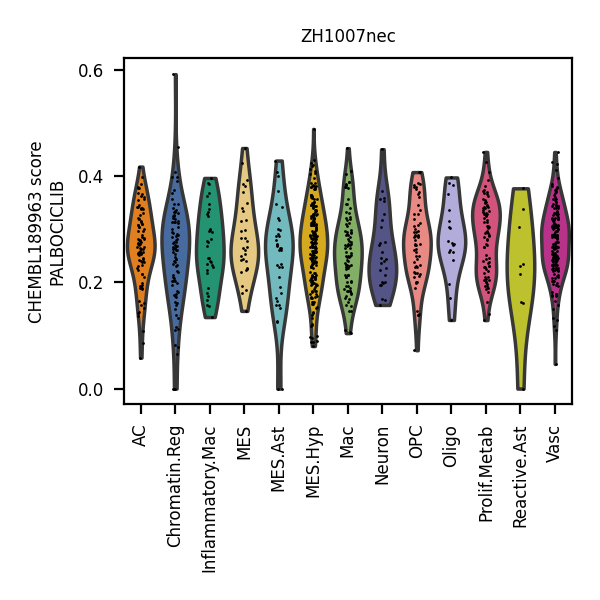 ZH1007nec
CHEMBL189963 score
PALBOCICLIB
0.6
0.4
0.2
0.0
AC
Chromatin.Reg
Inflammatory.Mac
MES
MES.Ast
MES.Hyp
Mac
Neuron
OPC
Oligo
Prolif.Metab
Reactive.Ast
Vasc